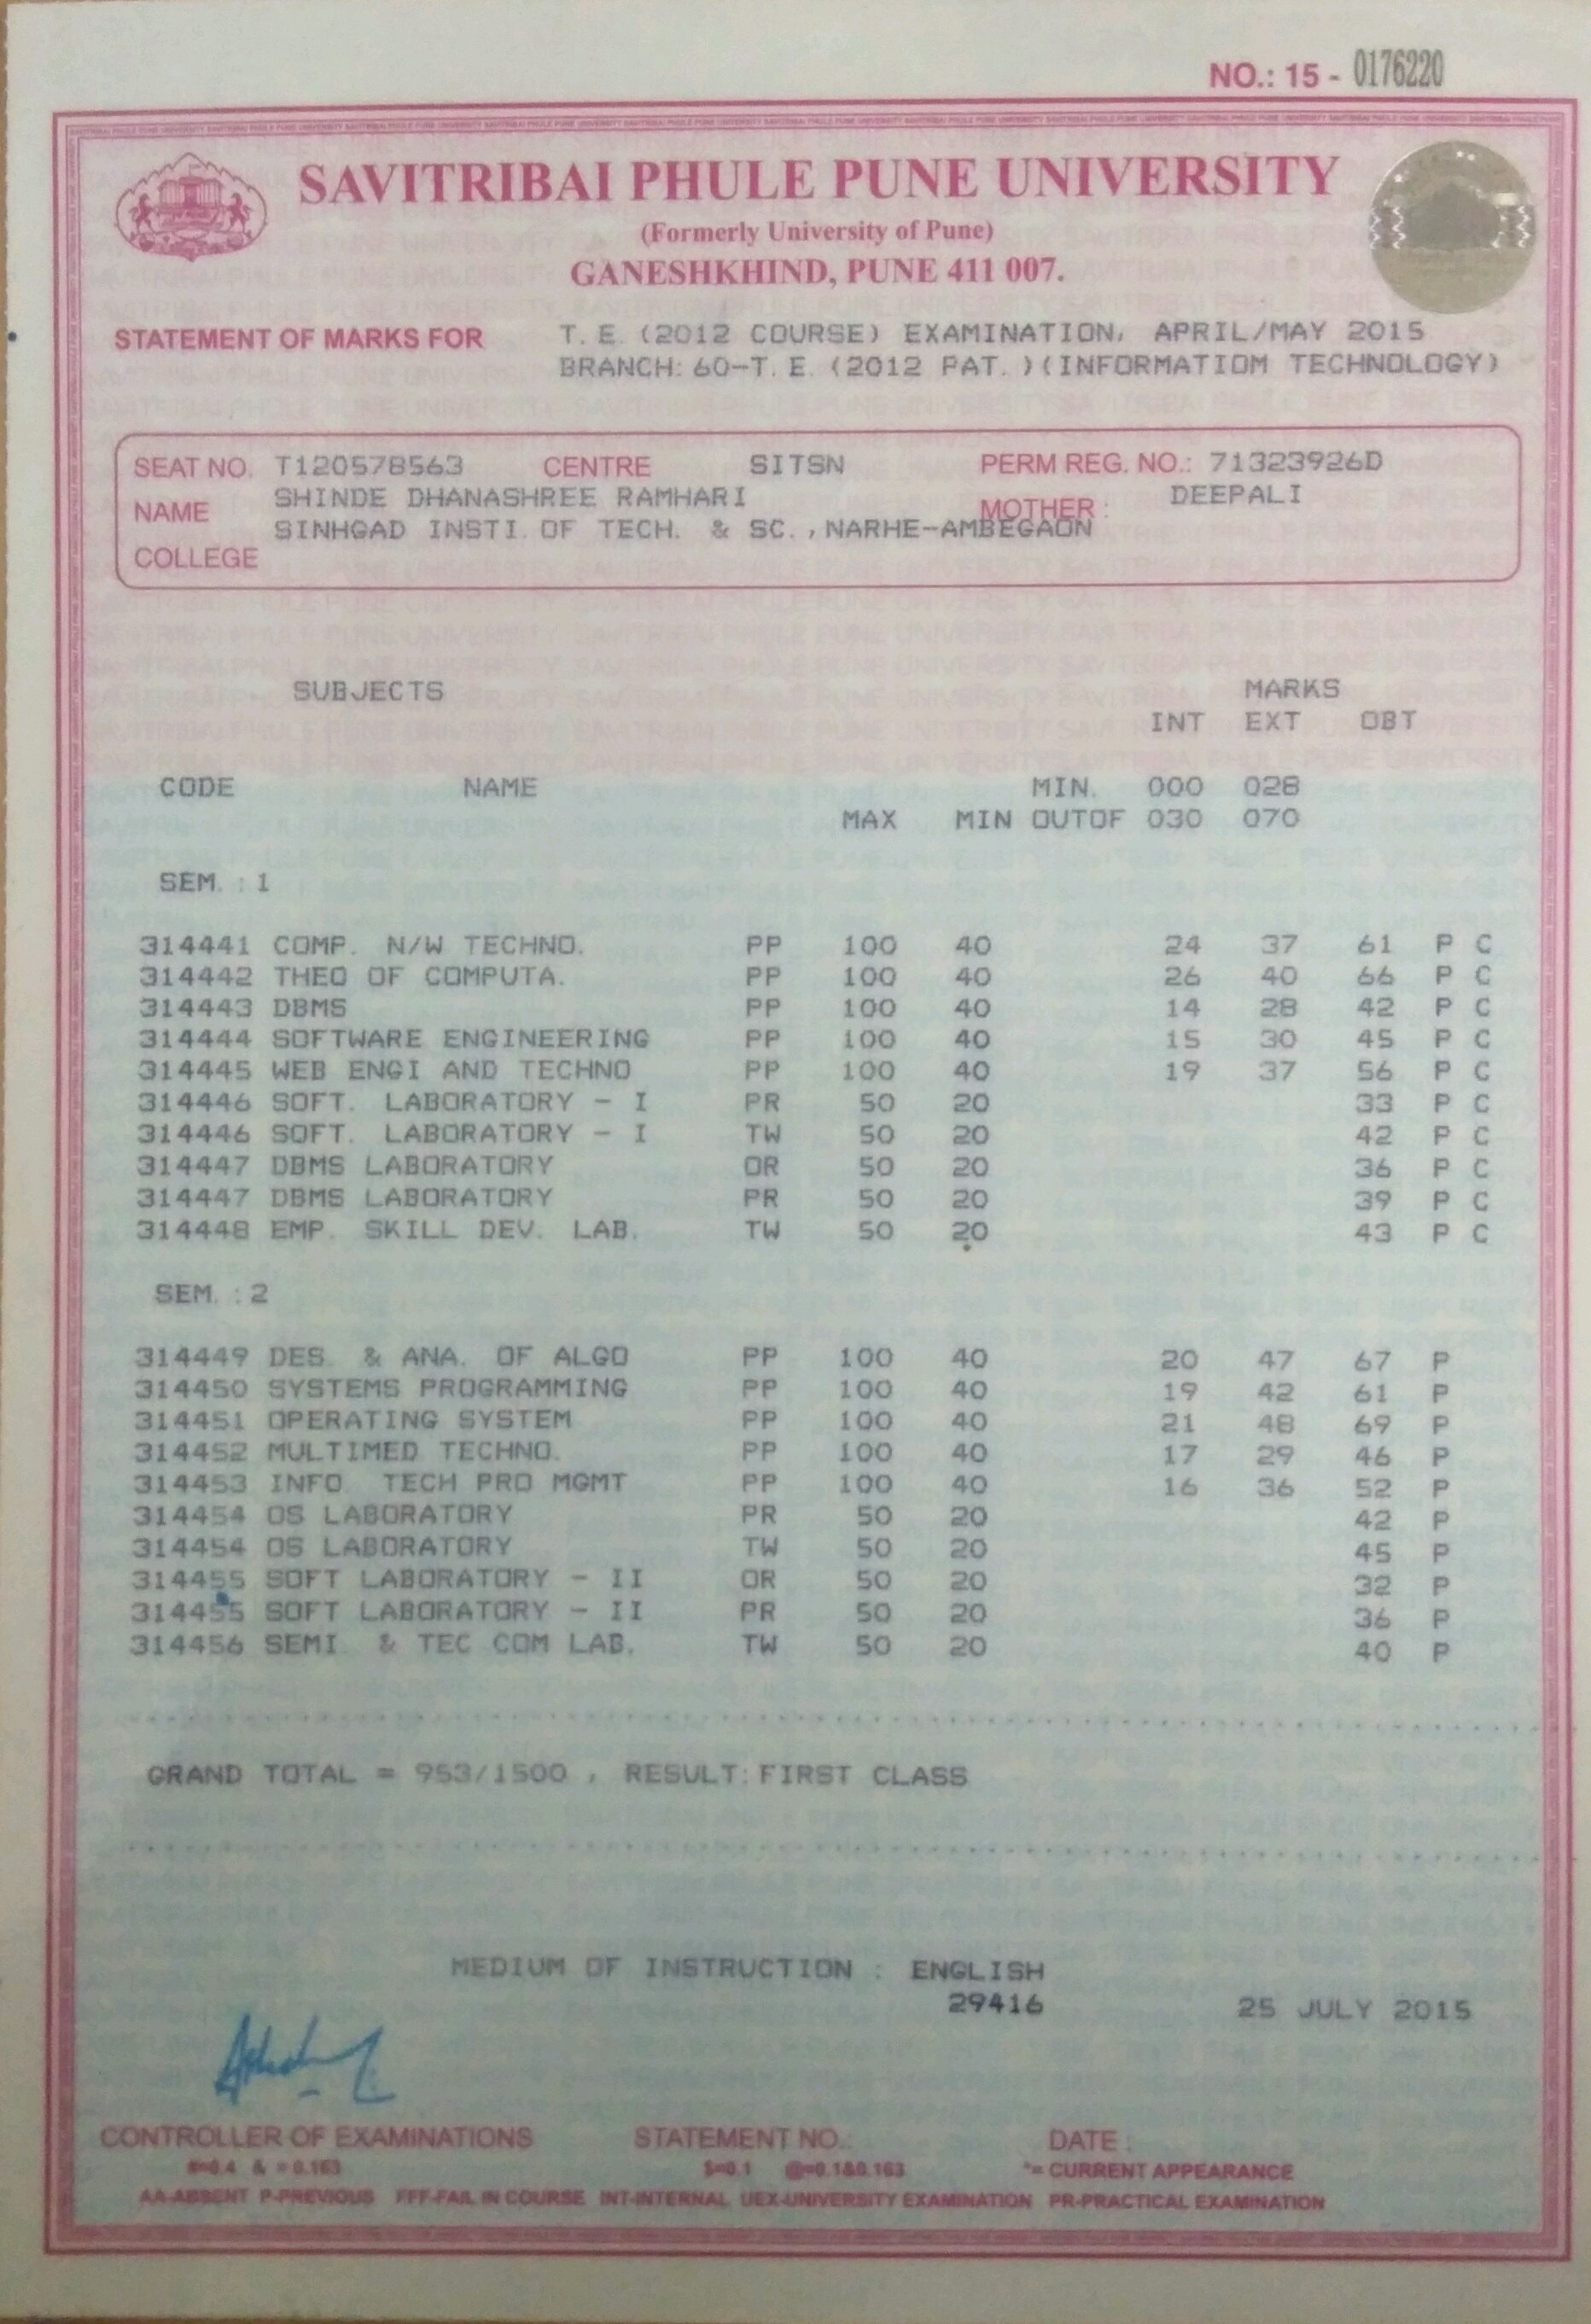 NO.: 15 - 0176220
SAVITRIBAI PHULE PUNE UNIVERSITY
(Formerly University of Pune)
GANESHKHIND, PUNE 411 007.
STATEMENT OF MARKS FOR T. E. (2012 COURSE) EXAMINATION, APRIL/MAY 2015
BRANCH: 60-T. E. (2012 PAT. )(INFORMATIOM TECHNOLOGY)
SEAT NO. T120578563 CENTRE SITSN PERM REG. NO.: 71323926D
NAME SHINDE DHANASHREE RAMHARI MOTHER : DEEPALI
COLLEGE SINHGAD INSTI. OF TECH. & SC. , NARHE-AMBEGAON
SUBJECTS MARKS
INT EXT OBT
CODE NAME MIN. 000 028
MAX MIN OUTOF 030 070
SEM. : 1
314441 COMP. N/W TECHNO. PP 100 40 24 37 61 P C
314442 THEO OF COMPUTA. PP 100 40 26 40 66 P C
314443 DBMS PP 100 40 14 28 42 P C
314444 SOFTWARE ENGINEERING PP 100 40 15 30 45 P C
314445 WEB ENGI AND TECHNO PP 100 40 19 37 56 P C
314446 SOFT. LABORATORY - I PR 50 20 33 P C
314446 SOFT. LABORATORY - I TW 50 20 42 P C
314447 DBMS LABORATORY OR 50 20 36 P C
314447 DBMS LABORATORY PR 50 20 39 P C
314448 EMP. SKILL DEV. LAB. TW 50 20 43 P C
SEM. : 2
314449 DES. & ANA. OF ALGO PP 100 40 20 47 67 P
314450 SYSTEMS PROGRAMMING PP 100 40 19 42 61 P
314451 OPERATING SYSTEM PP 100 40 21 48 69 P
314452 MULTIMED TECHNO. PP 100 40 17 29 46 P
314453 INFO. TECH PRO MGMT PP 100 40 16 36 52 P
314454 OS LABORATORY PR 50 20 42 P
314454 OS LABORATORY TW 50 20 45 P
314455 SOFT LABORATORY - II OR 50 20 32 P
314455 SOFT LABORATORY - II PR 50 20 36 P
314456 SEMI. & TEC COM LAB. TW 50 20 40 P
GRAND TOTAL = 953/1500 , RESULT: FIRST CLASS
MEDIUM OF INSTRUCTION : ENGLISH
29416 25 JULY 2015
CONTROLLER OF EXAMINATIONS STATEMENT NO. DATE :
#=0.4 & = 0.163 $=0.1 @=0.1&0.163 *= CURRENT APPEARANCE
AA-ABSENT P-PREVIOUS FFF-FAIL IN COURSE INT-INTERNAL UEX-UNIVERSITY EXAMINATION PR-PRACTICAL EXAMINATION